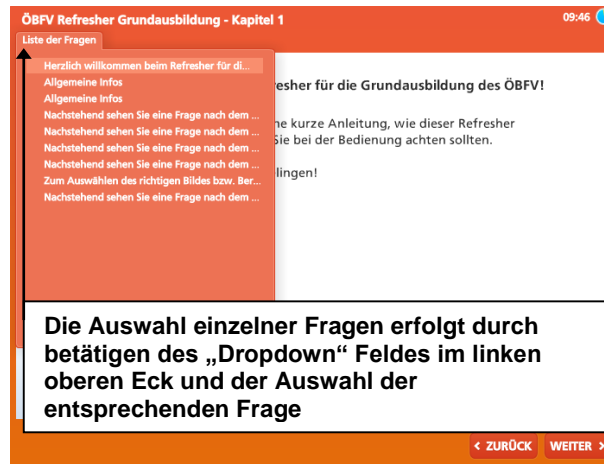 ÖBFV Refresher Grundausbildung - Kapitel 1
09:46
Liste der Fragen
Herzlich willkommen beim Refresher für di...
Allgemeine Infos
Allgemeine Infos
Nachstehend sehen Sie eine Frage nach dem ...
Nachstehend sehen Sie eine Frage nach dem ...
Nachstehend sehen Sie eine Frage nach dem ...
Nachstehend sehen Sie eine Frage nach dem ...
Zum Auswählen des richtigen Bildes bzw. Ber...
Nachstehend sehen Sie eine Frage nach dem ...
esher für die Grundausbildung des ÖBFV!
ne kurze Anleitung, wie dieser Refresher
Sie bei der Bedienung achten sollten.
lingen!
Die Auswahl einzelner Fragen erfolgt durch
betätigen des „Dropdown“ Feldes im linken
oberen Eck und der Auswahl der
entsprechenden Frage
< ZURÜCK
WEITER >